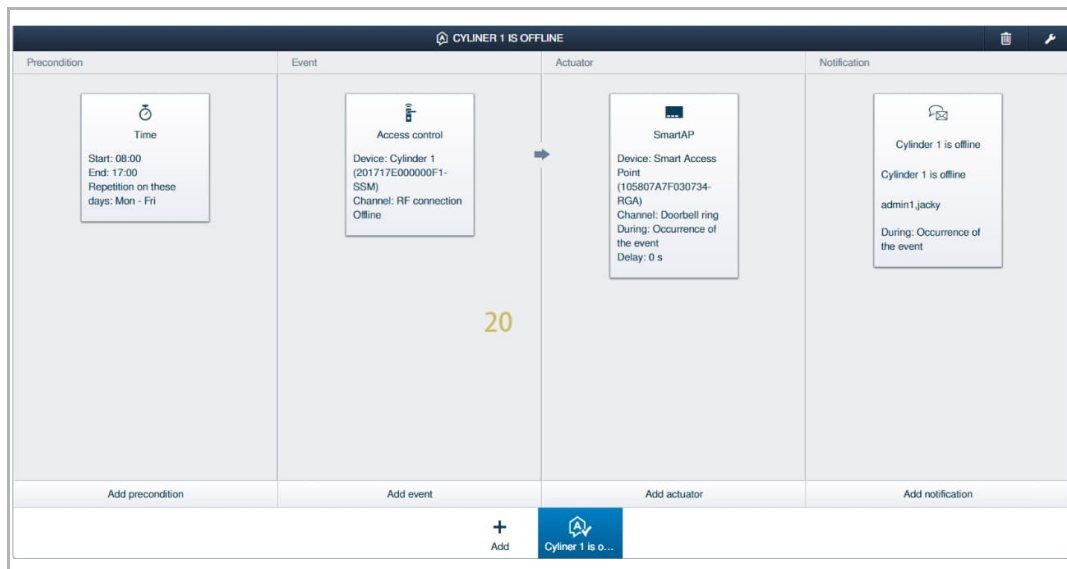 CYLINER 1 IS OFFLINE
Precondition
Event
Actuator
Notification
Time
Start: 08:00
End: 17:00
Repetition on these
days: Mon - Fri
Access control
Device: Cylinder 1
(201717E000000F1-
SSM)
Channel: RF connection
Offline
SmartAP
Device: Smart Access
Point
(105807A7F030734-
RGA)
Channel: Doorbell ring
During: Occurrence of
the event
Delay: 0 s
Cylinder 1 is offline
Cylinder 1 is offline
admin1,jacky
During: Occurrence of
the event
20
Add precondition
Add event
Add actuator
Add notification
Add
Cyliner 1 is o...